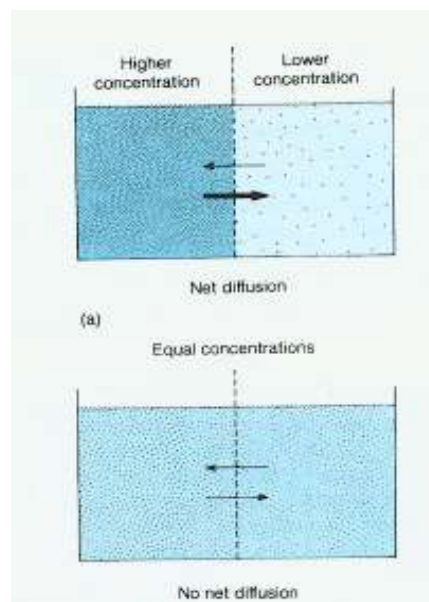 Higher
concentration
Lower
concentration
Net diffusion
(a)
Equal concentrations
No net diffusion